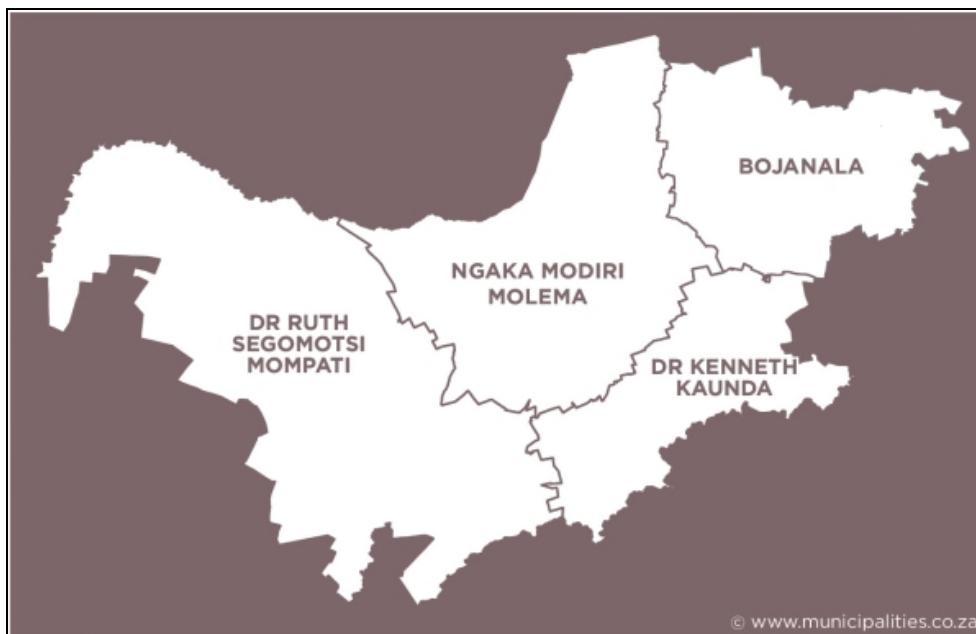 BOJANALA
NGAKA MODIRI
MOLEMA
DR RUTH
SEGOMOTSI
MOMPATI
DR KENNETH
KAUNDA
© www.municipalities.co.za